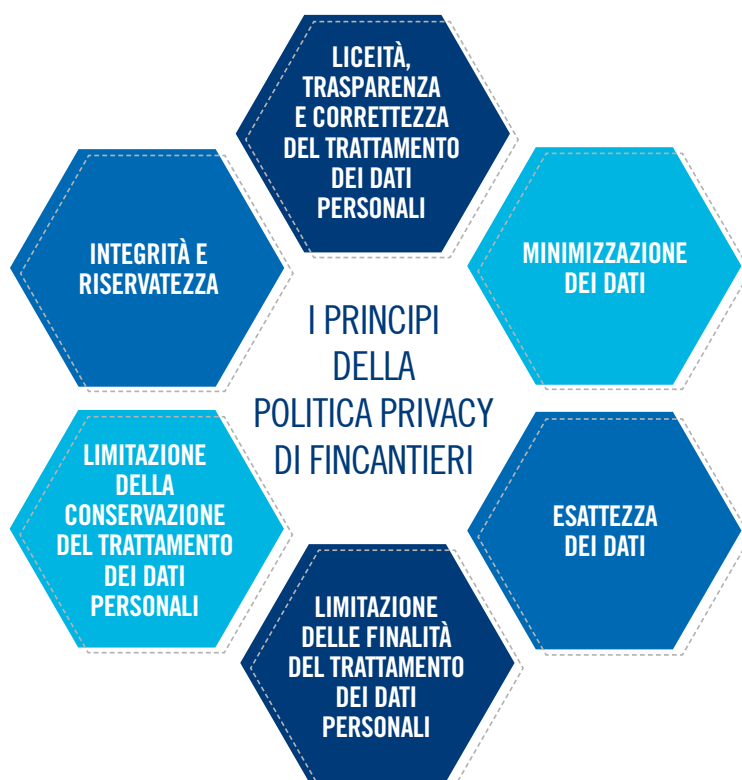 LICEITÀ,
TRASPARENZA
E CORRETTEZZA
DEL TRATTAMENTO
DEI DATI
PERSONALI
INTEGRITÀ E
RISERVATEZZA
MINIMIZZAZIONE
DEI DATI
I PRINCIPI
DELLA
POLITICA PRIVACY
DI FINCANTIERI
LIMITAZIONE
DELLA
CONSERVAZIONE
DEL TRATTAMENTO
DEI DATI
PERSONALI
ESATTEZZA
DEI DATI
LIMITAZIONE
DELLE FINALITÀ
DEL TRATTAMENTO
DEI DATI
PERSONALI